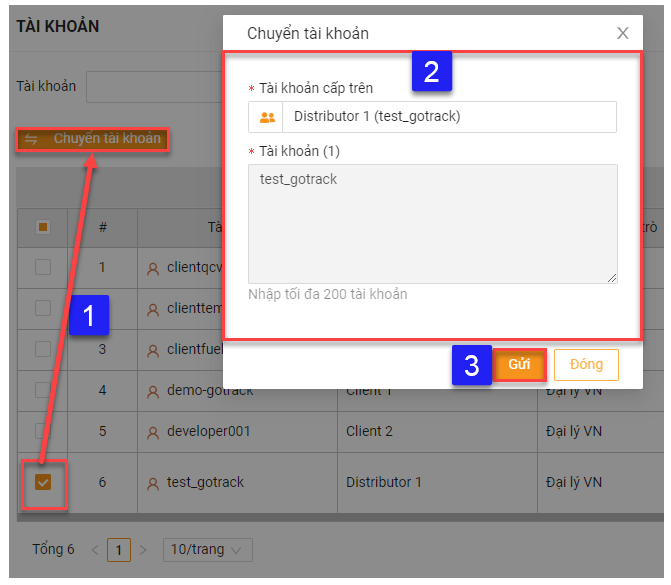 TÀI KHOẢN
Chuyển tài khoản
X
Tài khoản
2
* Tài khoản cấp trên
Distributor 1 (test_gotrack)
Chuyển tài khoản
* Tài khoản (1)
test_gotrack
Nhập tối đa 200 tài khoản
# Tà trò
1 clientqcv
2 clienttem
1
3 clientfuel
3 Gửi Đóng
4 demo-gotrack Client 1 Đại lý VN
5 developer001 Client 2 Đại lý VN
6 test_gotrack Distributor 1 Đại lý VN
Tổng 6 < 1 > 10/trang